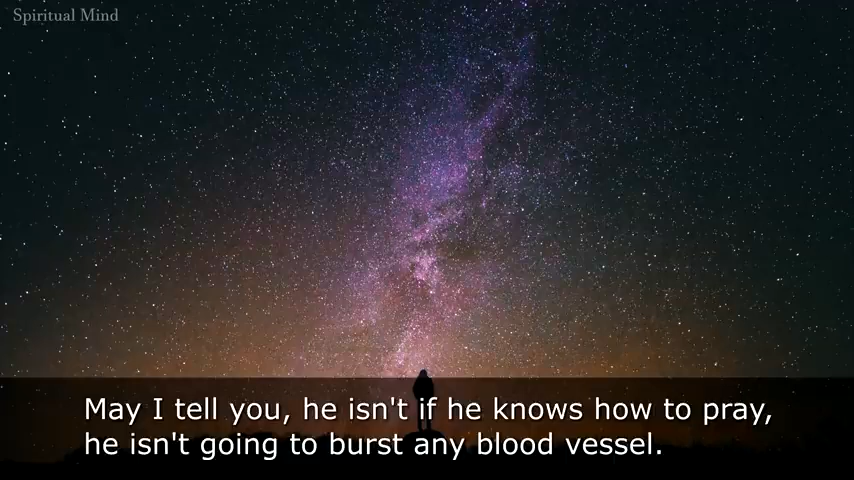 Spiritual Mind
May I tell you, he isn't if he knows how to pray,
he isn't going to burst any blood vessel.